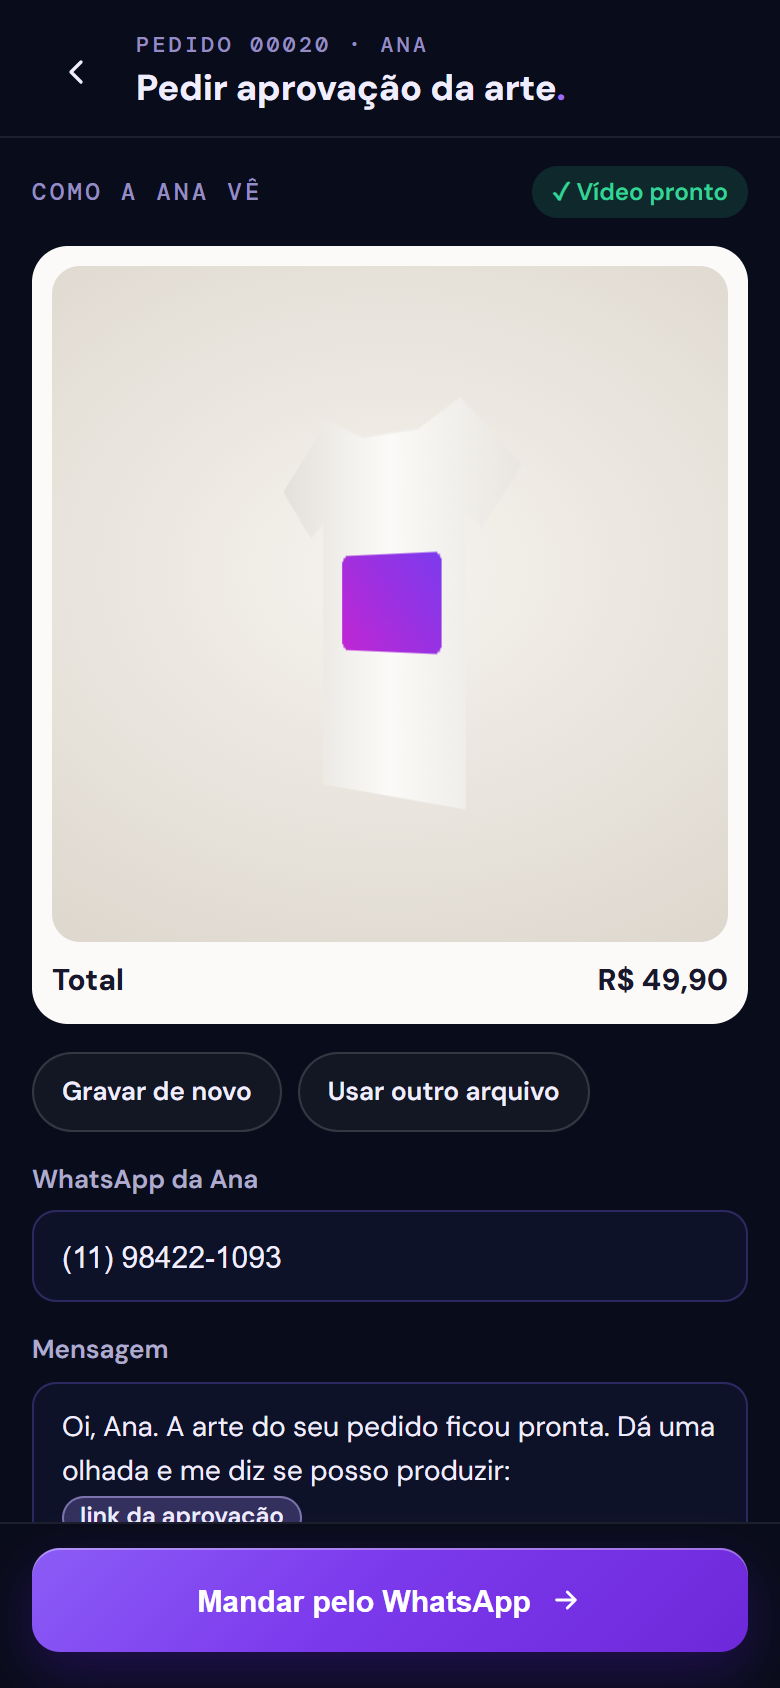 PEDIDO 00020 · ANA
Pedir aprovação da arte.
COMO A ANA VÊ
✓ Vídeo pronto
Total
R$ 49,90
Gravar de novo
Usar outro arquivo
WhatsApp da Ana
(11) 98422-1093
Mensagem
Oi, Ana. A arte do seu pedido ficou pronta. Dá uma
olhada e me diz se posso produzir:
link da aprovação
Mandar pelo WhatsApp →